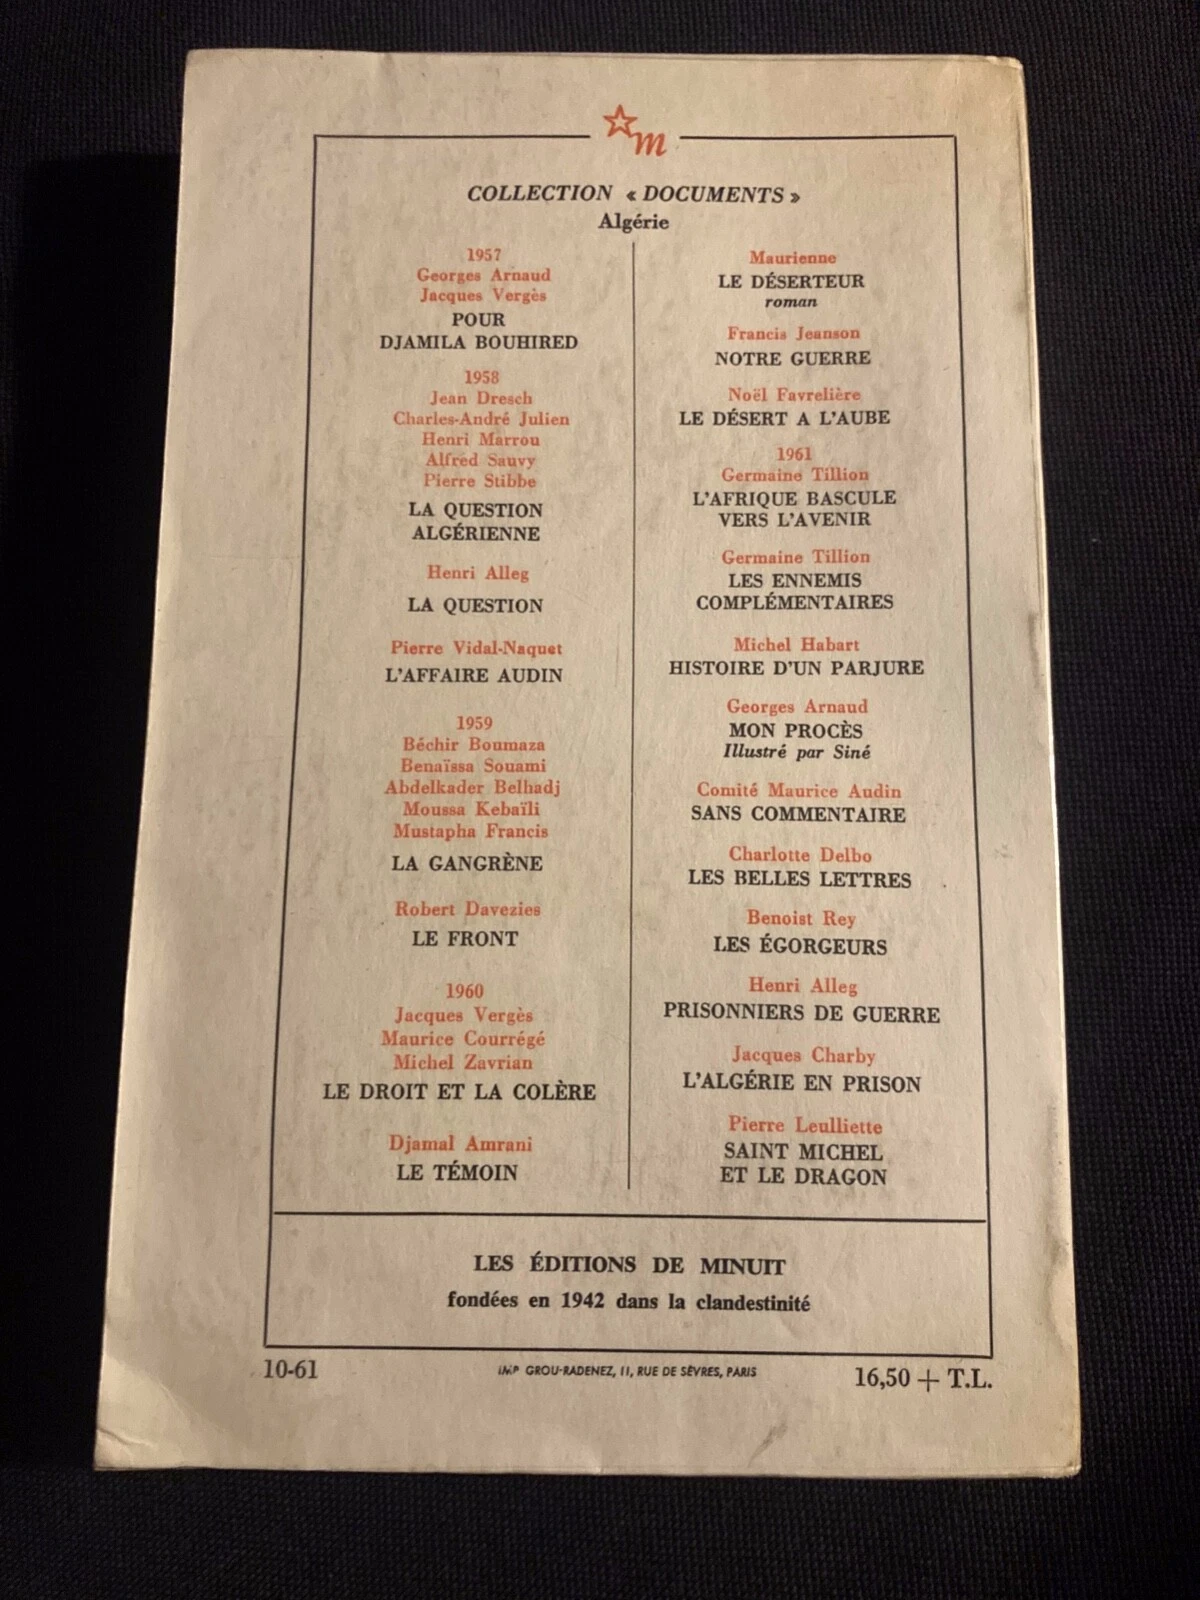 m
COLLECTION « DOCUMENTS »
Algérie
1957
Georges Arnaud
Jacques Vergès
POUR
DJAMILA BOUHIRED
1958
Jean Dresch
Charles-André Julien
Henri Marrou
Alfred Sauvy
Pierre Stibbe
LA QUESTION
ALGÉRIENNE
Henri Alleg
LA QUESTION
Pierre Vidal-Naquet
L'AFFAIRE AUDIN
1959
Béchir Boumaza
Benaïssa Souami
Abdelkader Belhadj
Moussa Kebaïli
Mustapha Francis
LA GANGRÈNE
Robert Davezies
LE FRONT
1960
Jacques Vergès
Maurice Courrégé
Michel Zavrian
LE DROIT ET LA COLÈRE
Djamal Amrani
LE TÉMOIN
Maurienne
LE DÉSERTEUR
roman
Francis Jeanson
NOTRE GUERRE
Noël Favrelière
LE DÉSERT A L'AUBE
1961
Germaine Tillion
L'AFRIQUE BASCULE
VERS L'AVENIR
Germaine Tillion
LES ENNEMIS
COMPLÉMENTAIRES
Michel Habart
HISTOIRE D'UN PARJURE
Georges Arnaud
MON PROCÈS
Illustré par Siné
Comité Maurice Audin
SANS COMMENTAIRE
Charlotte Delbo
LES BELLES LETTRES
Benoist Rey
LES ÉGORGEURS
Henri Alleg
PRISONNIERS DE GUERRE
Jacques Charby
L'ALGÉRIE EN PRISON
Pierre Leulliette
SAINT MICHEL
ET LE DRAGON
LES ÉDITIONS DE MINUIT
fondées en 1942 dans la clandestinité
10-61
IMP GROU-RADENEZ, 11, RUE DE SÈVRES, PARIS
16,50 + T.L.